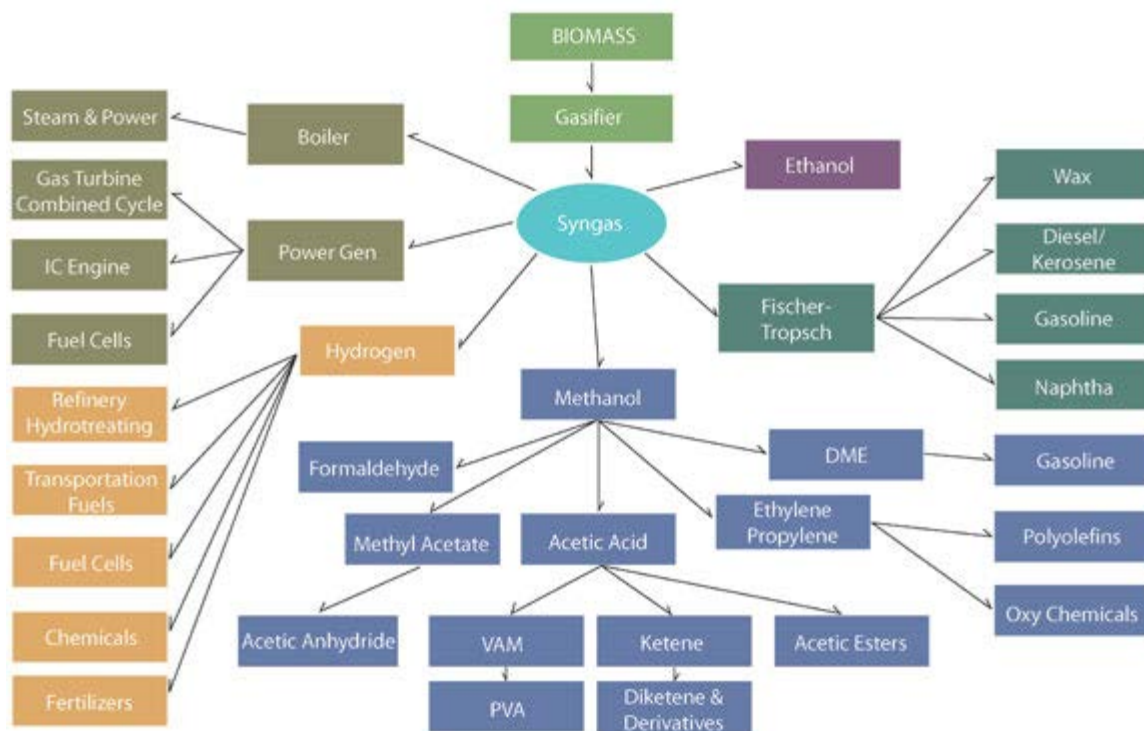 BIOMASS
Gasifier
Syngas
Steam & Power
Boiler
Ethanol
Gas Turbine
Combined Cycle
Power Gen
IC Engine
Fuel Cells
Wax
Diesel/
Kerosene
Fischer-
Tropsch
Gasoline
Naphtha
Hydrogen
Refinery
Hydrotreating
Transportation
Fuels
Fuel Cells
Chemicals
Fertilizers
Methanol
Formaldehyde
DME
Gasoline
Methyl Acetate
Acetic Acid
Ethylene
Propylene
Polyolefins
Oxy Chemicals
Acetic Anhydride
VAM
Ketene
Acetic Esters
PVA
Diketene &
Derivatives